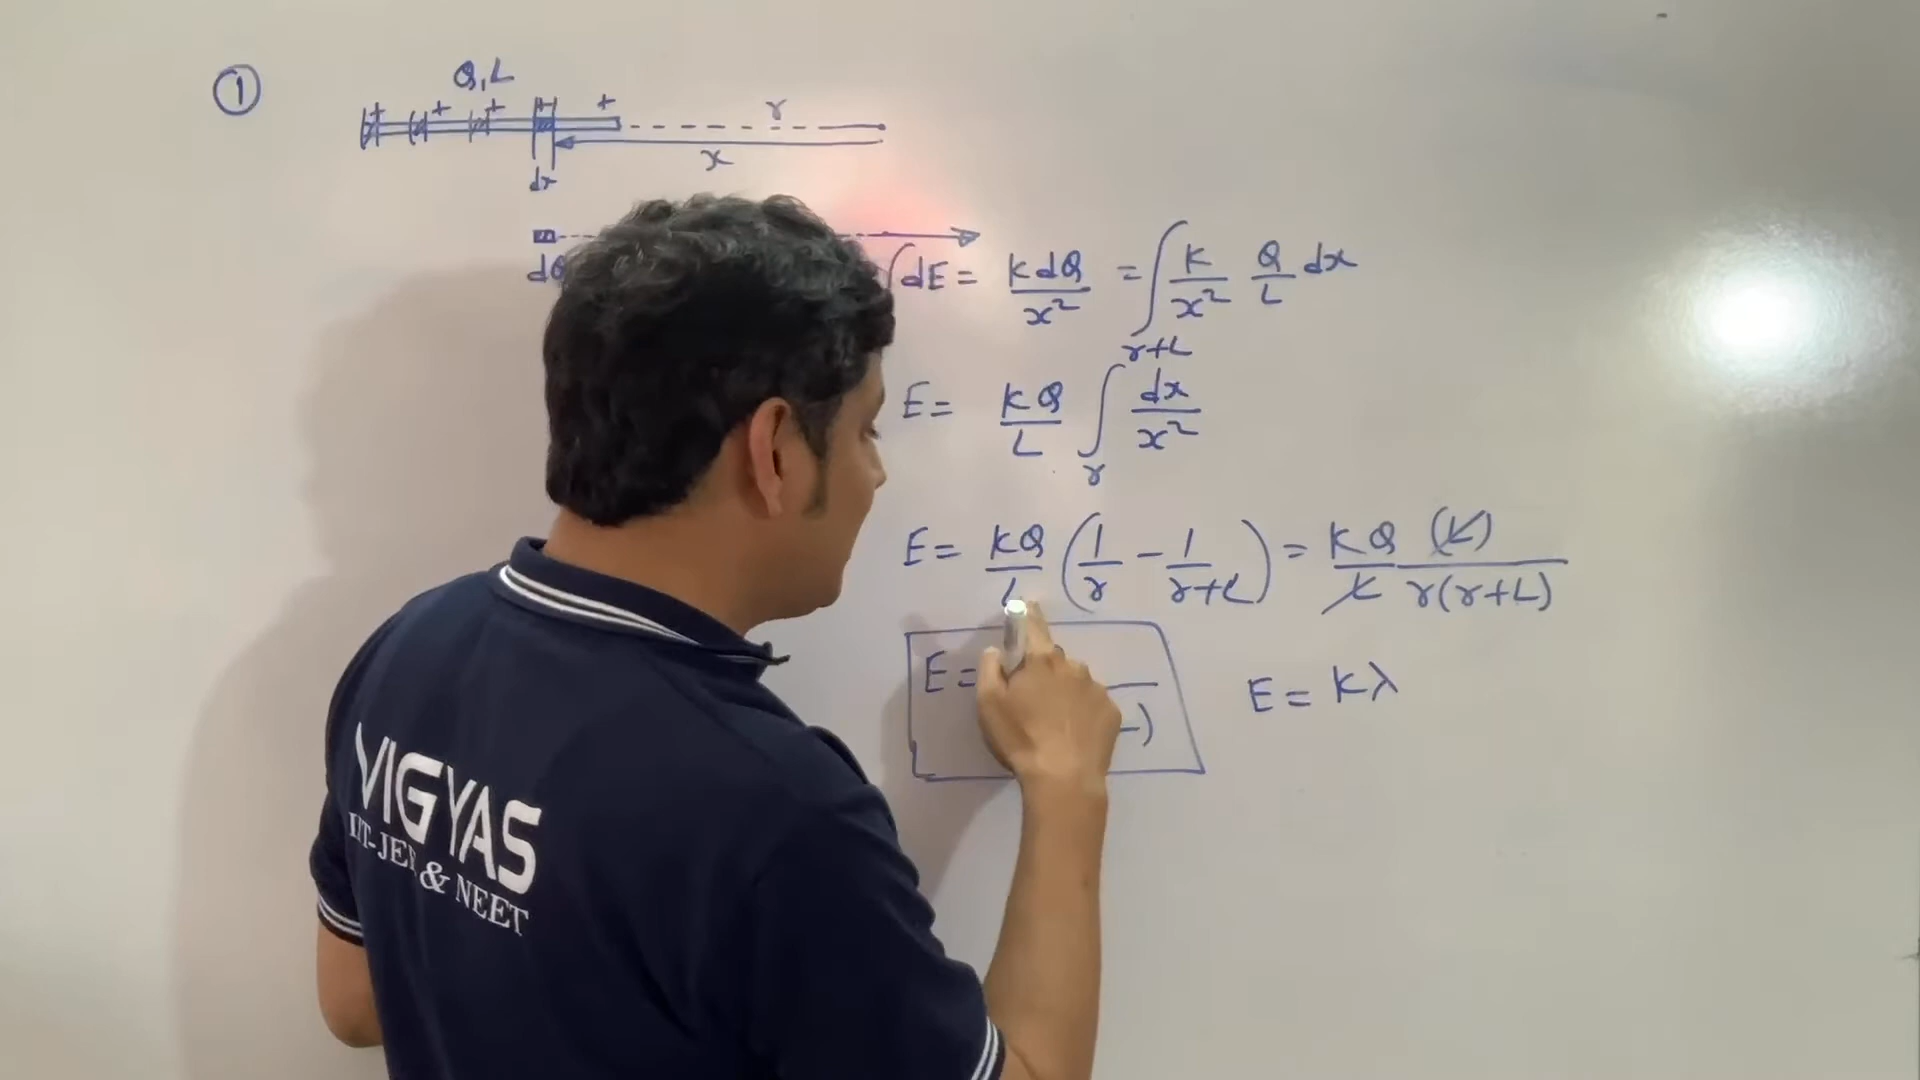 ①
Q,L
+ + + + +
r
x
dx
dQ
∫dE = KdQ/x² = ∫ K/x² Q/L dx
E = KQ/L ∫_r^{r+L} dx/x²
E = KQ/L (1/r − 1/(r+L)) = KQ/L (L)/r(r+L)
E =
E = Kλ
VIGYAS
IIT-JEE & NEET